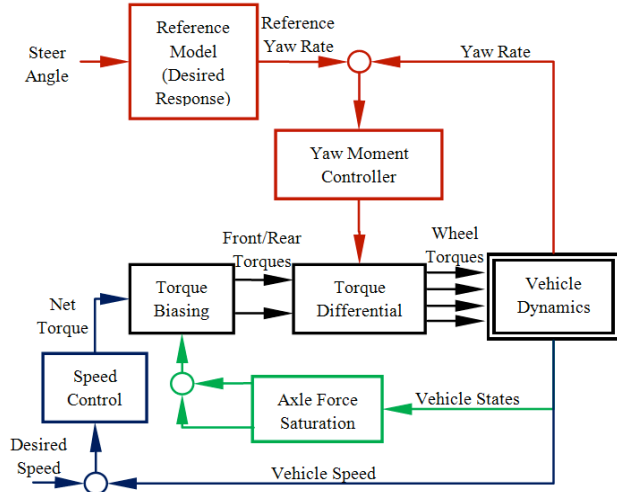 Steer
Angle
Reference
Model
(Desired
Response)
Reference
Yaw Rate
Yaw Rate
Yaw Moment
Controller
Front/Rear
Torques
Wheel
Torques
Net
Torque
Torque
Biasing
Torque
Differential
Vehicle
Dynamics
Speed
Control
Axle Force
Saturation
Vehicle States
Desired
Speed
Vehicle Speed